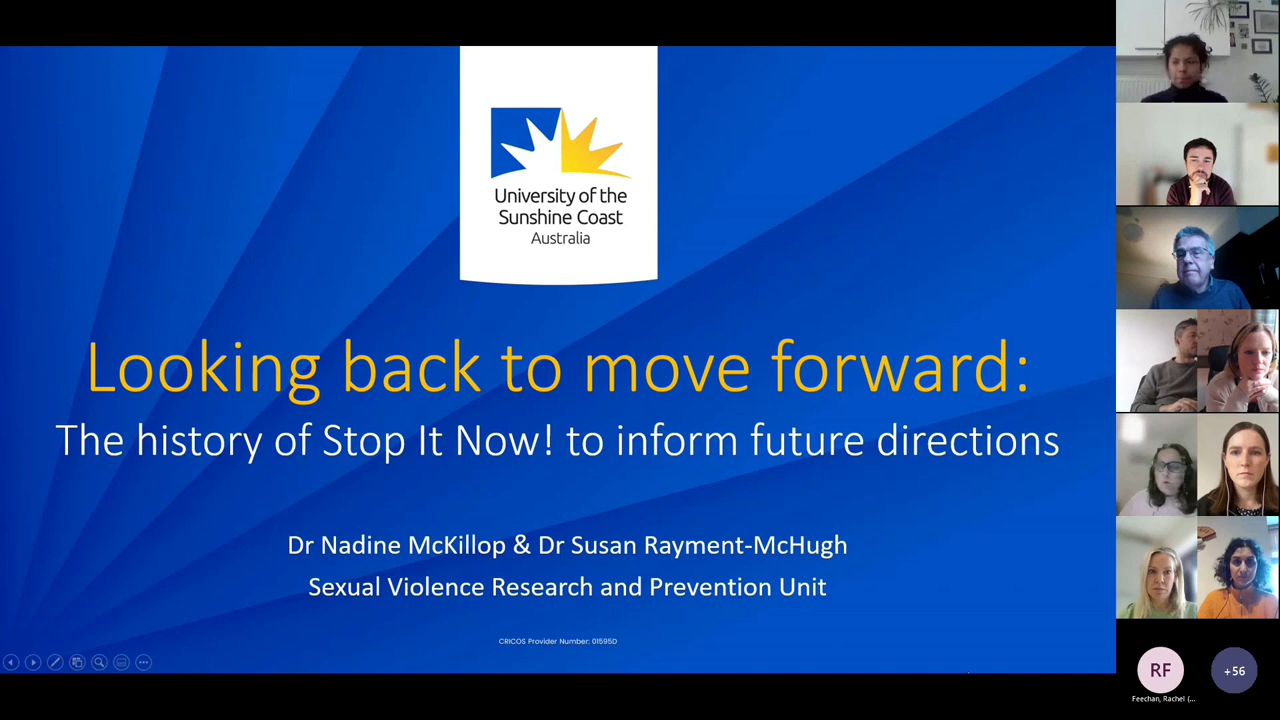 University of the
Sunshine Coast
Australia
Looking back to move forward:
The history of Stop It Now! to inform future directions
Dr Nadine McKillop & Dr Susan Rayment-McHugh
Sexual Violence Research and Prevention Unit
CRICOS Provider Number: 01595D
RF
+56
Feechan, Rachel (...